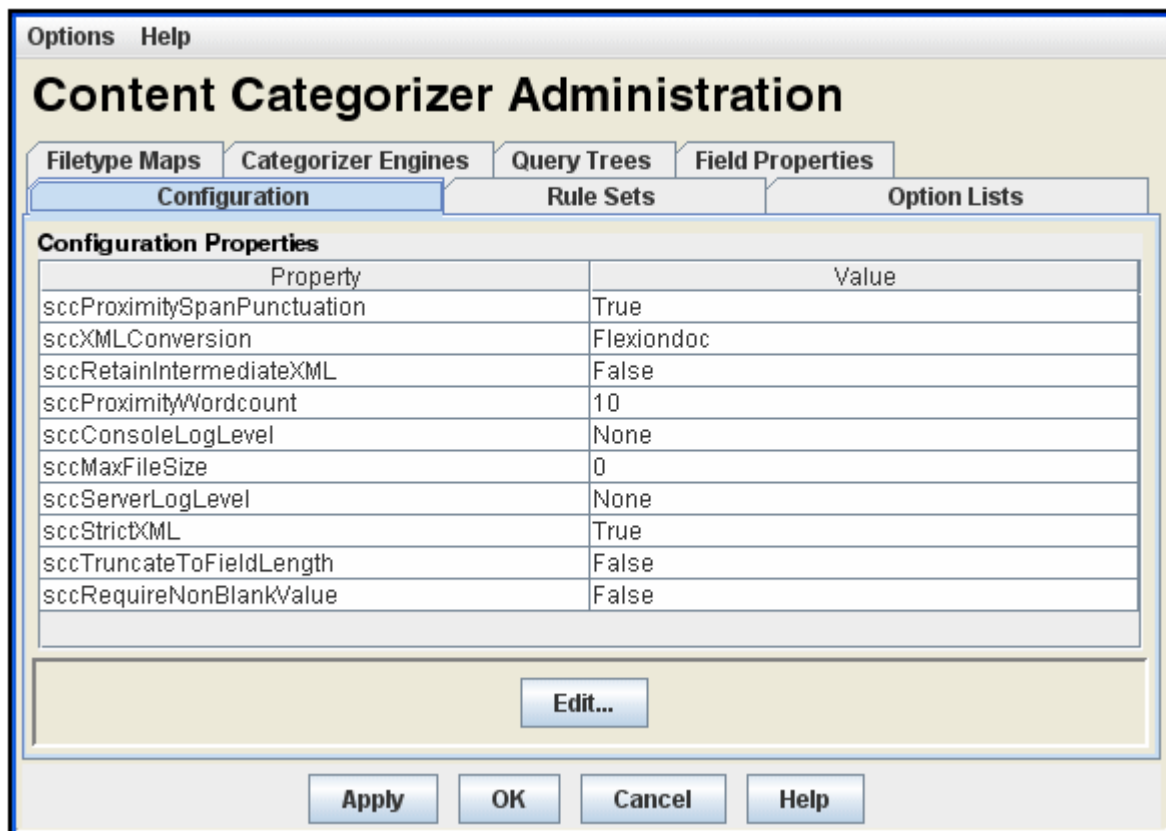 Options Help
Content Categorizer Administration
Filetype Maps Categorizer Engines Query Trees Field Properties
Configuration Rule Sets Option Lists
Configuration Properties
Property Value
sccProximitySpanPunctuation True
sccXMLConversion Flexiondoc
sccRetainIntermediateXML False
sccProximityWordcount 10
sccConsoleLogLevel None
sccMaxFileSize 0
sccServerLogLevel None
sccStrictXML True
sccTruncateToFieldLength False
sccRequireNonBlankValue False
Edit...
Apply OK Cancel Help